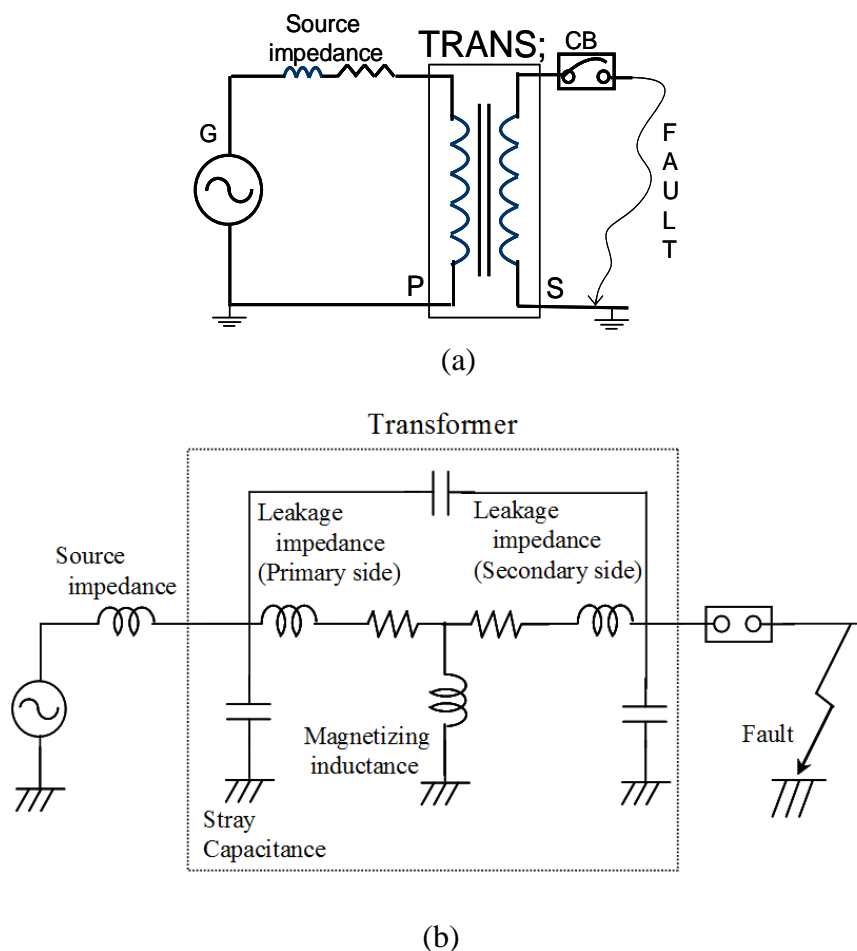 Source
impedance
TRANS;
CB
G
F
A
U
L
T
P
S
(a)
Transformer
Leakage
impedance
(Primary side)
Leakage
impedance
(Secondary side)
Source
impedance
Magnetizing
inductance
Fault
Stray
Capacitance
(b)